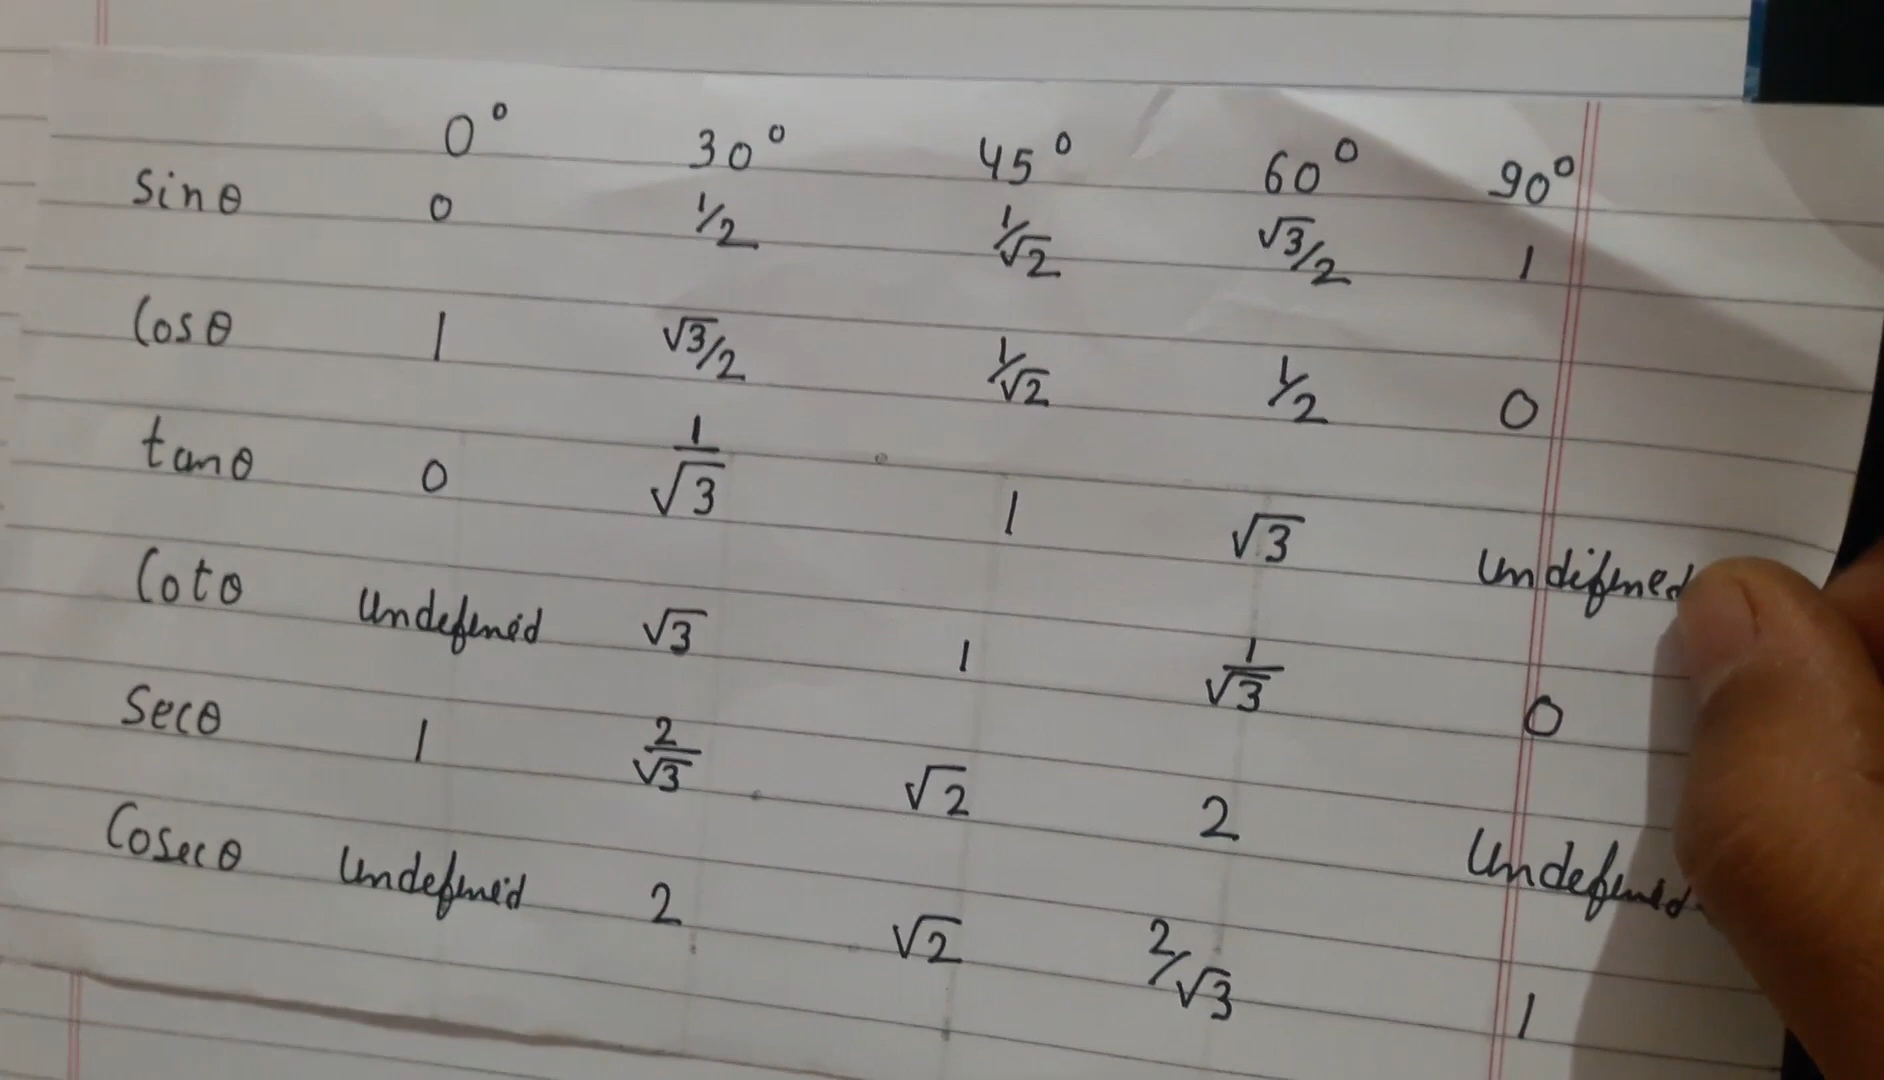 0° 30° 45° 60° 90°
Sinθ 0 1/2 1/√2 √3/2 1
Cosθ 1 √3/2 1/√2 1/2 0
tanθ 0 1/√3 1 √3 undifined
Cotθ undefined √3 1 1/√3 0
Secθ 1 2/√3 √2 2 Undefined
Cosecθ Undefined 2 √2 2/√3 1